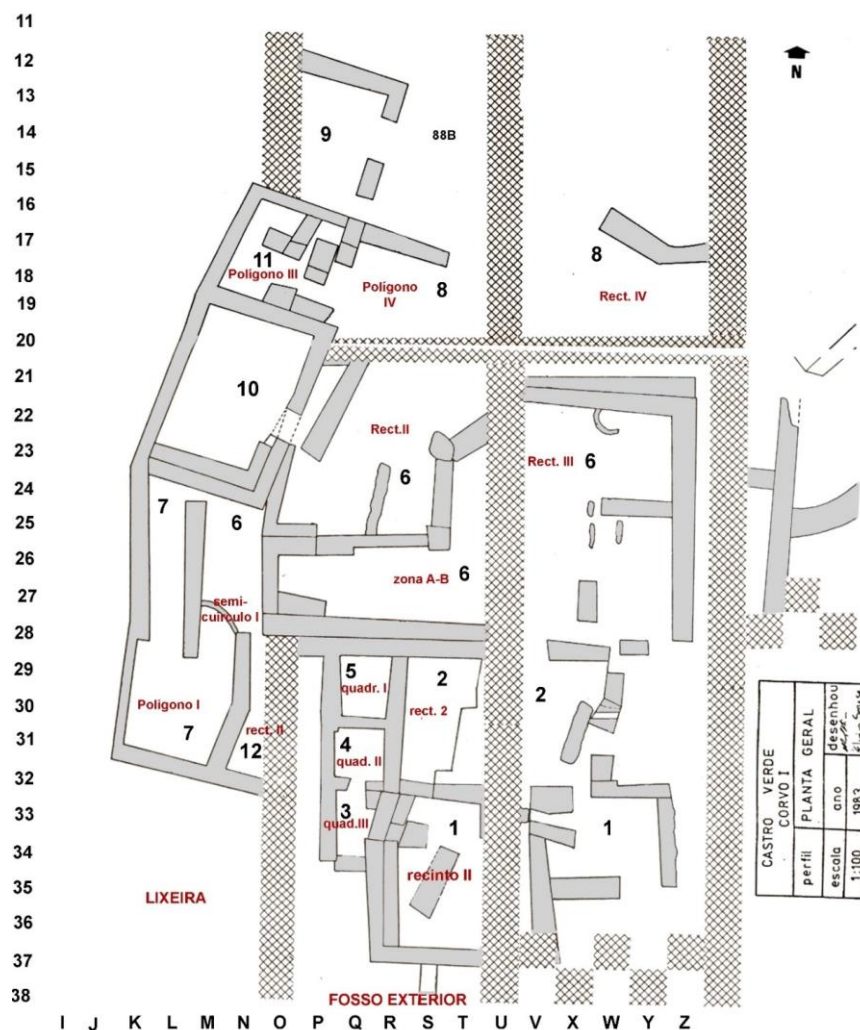 11
12
N
13
9
14
88B
15
16
17
11
8
18
Poligono III
Polígono
IV
8
Rect. IV
19
20
21
10
22
Rect.II
Rect. III
6
23
24
7
6
6
25
26
zona A-B
6
27
semi-
cuirculo I
28
29
5
quadr. I
2
2
30
Poligono I
rect. 2
rect. II
31
7
12
4
quad. II
32
33
3
quad.III
1
1
34
35
recinto II
LIXEIRA
36
37
38
FOSSO EXTERIOR
I J K L M N O P Q R S T U V X W Y Z
CASTRO VERDE
CORVO I
perfil
PLANTA GERAL
desenhou
escala
ano
1:100
1983